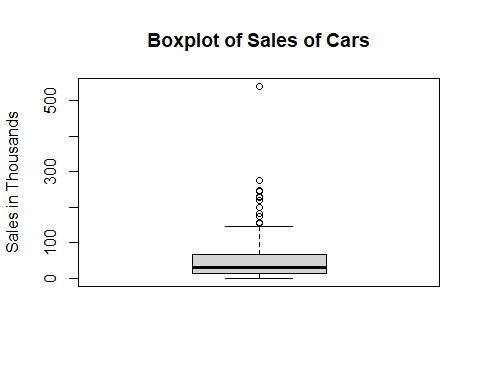 Boxplot of Sales of Cars
Sales in Thousands
500
300
100
0